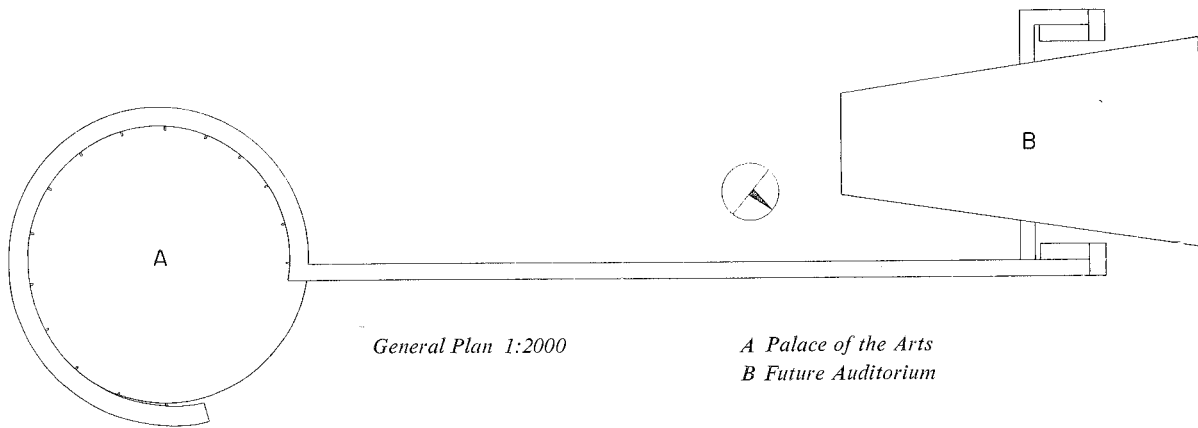 A
B
General Plan 1:2000
A Palace of the Arts
B Future Auditorium